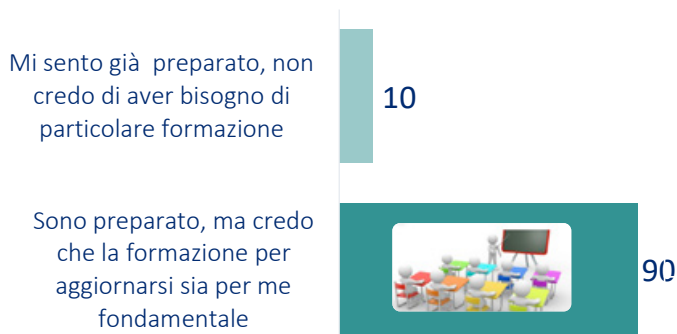 Mi sento già  preparato, non
credo di aver bisogno di
particolare formazione
10
Sono preparato, ma credo
che la formazione per
aggiornarsi sia per me
fondamentale
90